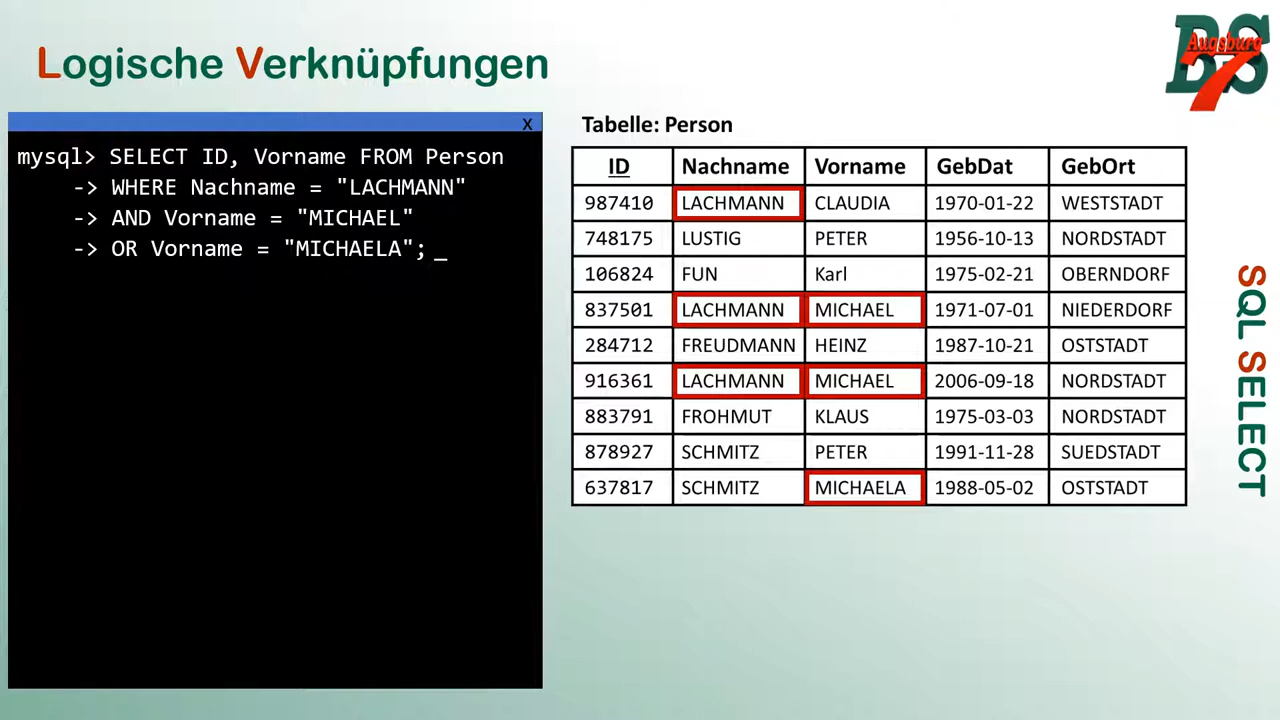 Logische Verknüpfungen
Augsburg
BS
7
X
mysql> SELECT ID, Vorname FROM Person
-> WHERE Nachname = "LACHMANN"
-> AND Vorname = "MICHAEL"
-> OR Vorname = "MICHAELA"; _
Tabelle: Person
ID Nachname Vorname GebDat GebOrt
987410 LACHMANN CLAUDIA 1970-01-22 WESTSTADT
748175 LUSTIG PETER 1956-10-13 NORDSTADT
106824 FUN Karl 1975-02-21 OBERNDORF
837501 LACHMANN MICHAEL 1971-07-01 NIEDERDORF
284712 FREUDMANN HEINZ 1987-10-21 OSTSTADT
916361 LACHMANN MICHAEL 2006-09-18 NORDSTADT
883791 FROHMUT KLAUS 1975-03-03 NORDSTADT
878927 SCHMITZ PETER 1991-11-28 SUEDSTADT
637817 SCHMITZ MICHAELA 1988-05-02 OSTSTADT
SQL SELECT